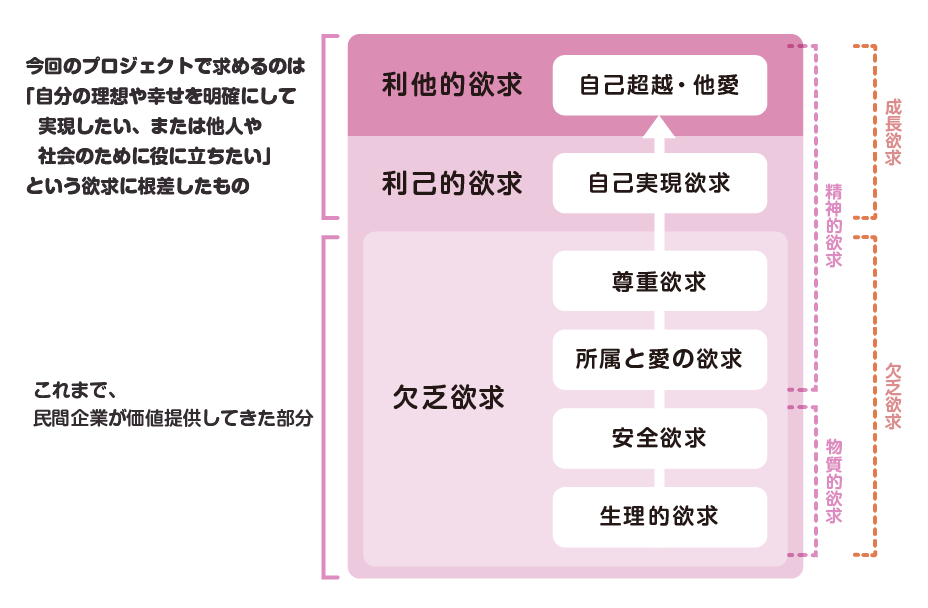 今回のプロジェクトで求めるのは
「自分の理想や幸せを明確にして
実現したい、または他人や
社会のために役に立ちたい」
という欲求に根差したもの
これまで、
民間企業が価値提供してきた部分
利他的欲求
自己超越・他愛
利己的欲求
自己実現欲求
尊重欲求
所属と愛の欲求
欠乏欲求
安全欲求
生理的欲求
精神的欲求
物質的欲求
成長欲求
欠乏欲求